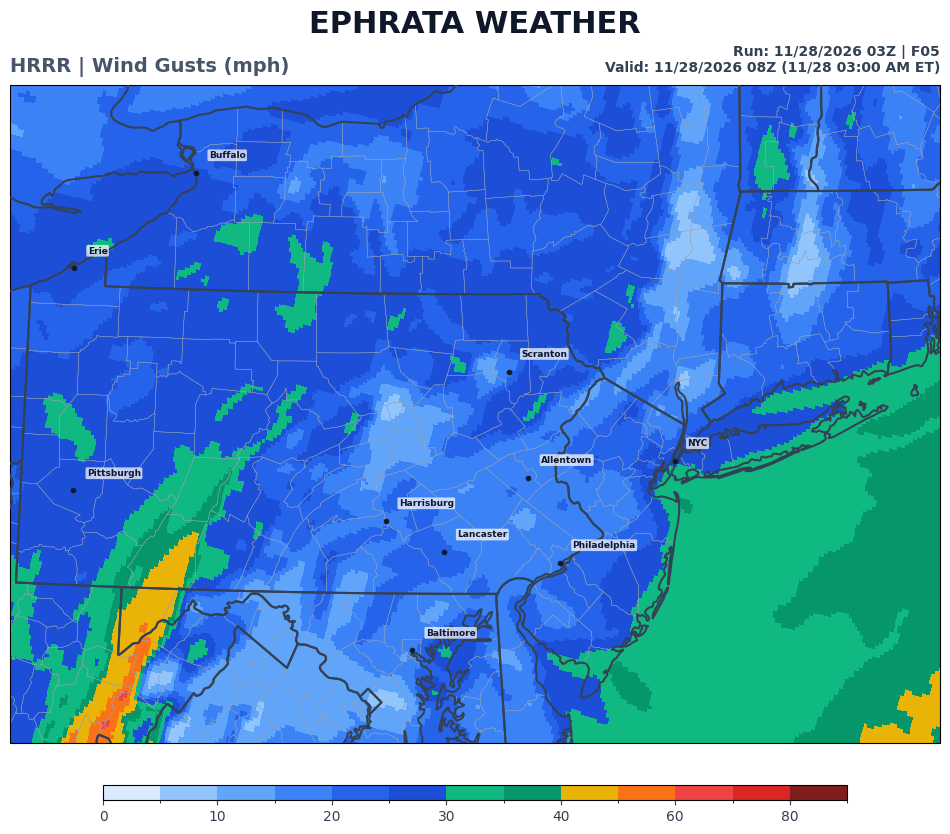 EPHRATA WEATHER
HRRR | Wind Gusts (mph)
Run: 11/28/2026 03Z | F05
Valid: 11/28/2026 08Z (11/28 03:00 AM ET)
Buffalo
Erie
Scranton
NYC
Pittsburgh
Allentown
Harrisburg
Lancaster
Philadelphia
Baltimore
0 10 20 30 40 50 60 70 80